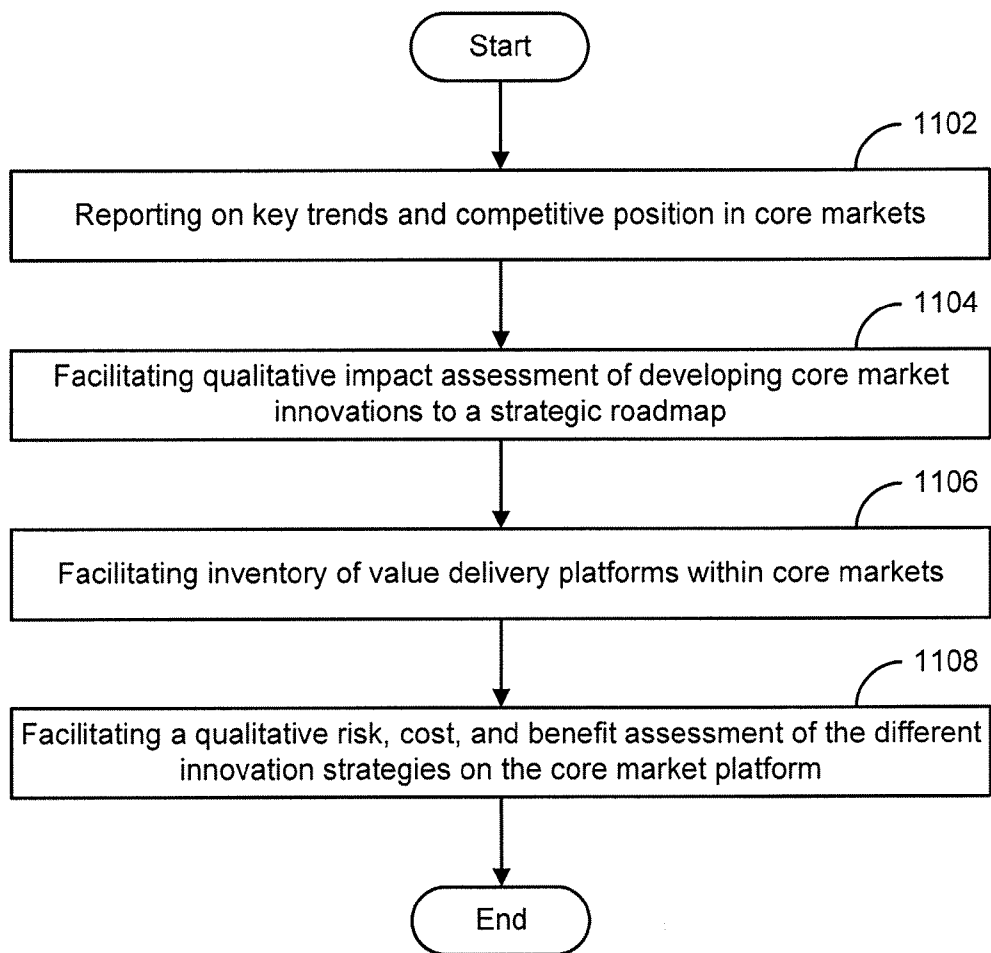 Start
1102
Reporting on key trends and competitive position in core markets
1104
Facilitating qualitative impact assessment of developing core market
innovations to a strategic roadmap
1106
Facilitating inventory of value delivery platforms within core markets
1108
Facilitating a qualitative risk, cost, and benefit assessment of the different
innovation strategies on the core market platform
End